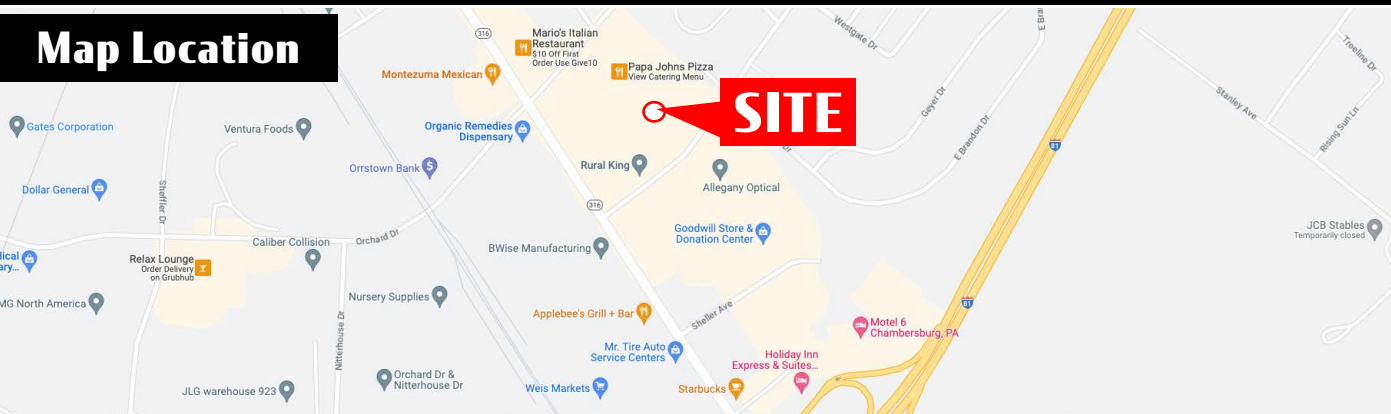 Map Location
SITE
316
Mario's Italian
Restaurant
$10 Off First
Order Use Give10
Papa Johns Pizza
View Catering Menu
Montezuma Mexican
Westgate Dr
E Bra
Treeline Dr
Stanley Ave
Rising Sun Ln
Geyer Dr
E Brandon Dr
81
Gates Corporation
Ventura Foods
Organic Remedies
Dispensary
Dr
Orrstown Bank
Rural King
Allegany Optical
Dollar General
Sheffler Dr
316
Goodwill Store &
Donation Center
JCB Stables
Temporarily closed
Caliber Collision
Orchard Dr
BWise Manufacturing
dical
ary...
Relax Lounge
Order Delivery
on Grubhub
MG North America
Nursery Supplies
Nitterhouse Dr
Applebee's Grill + Bar
Sheller Ave
81
Motel 6
Chambersburg, PA
Mr. Tire Auto
Service Centers
Holiday Inn
Express & Suites...
Orchard Dr &
Nitterhouse Dr
JLG warehouse 923
Weis Markets
Starbucks